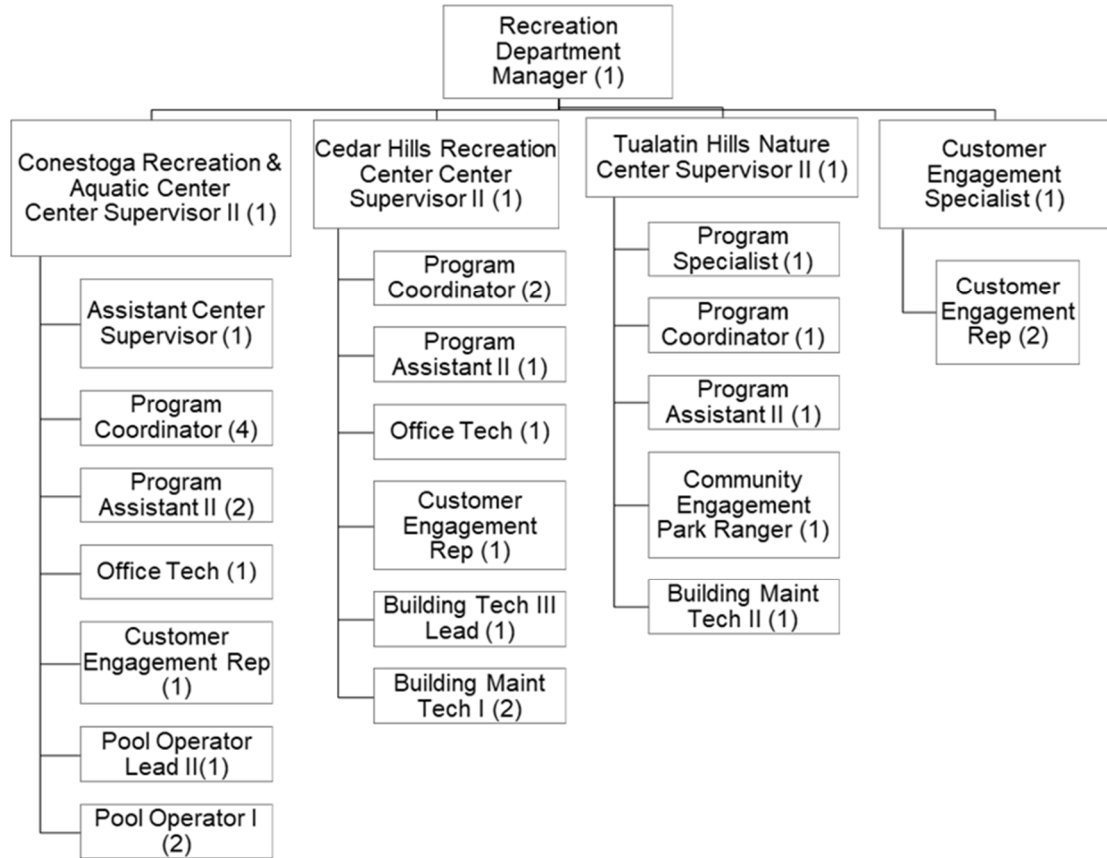 Recreation
Department
Manager (1)
Conestoga Recreation &
Aquatic Center
Center Supervisor II (1)
Assistant Center
Supervisor (1)
Program
Coordinator (4)
Program
Assistant II (2)
Office Tech (1)
Customer
Engagement Rep
(1)
Pool Operator
Lead II(1)
Pool Operator I
(2)
Cedar Hills Recreation
Center Center
Supervisor II (1)
Program
Coordinator (2)
Program
Assistant II (1)
Office Tech (1)
Customer
Engagement
Rep (1)
Building Tech III
Lead (1)
Building Maint
Tech I (2)
Tualatin Hills Nature
Center Supervisor II (1)
Program
Specialist (1)
Program
Coordinator (1)
Program
Assistant II (1)
Community
Engagement
Park Ranger (1)
Building Maint
Tech II (1)
Customer
Engagement
Specialist (1)
Customer
Engagement
Rep (2)